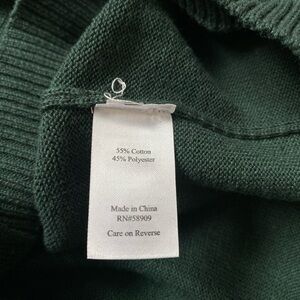 55% Cotton
45% Polyester
Made in China
RN#58909
Care on Reverse